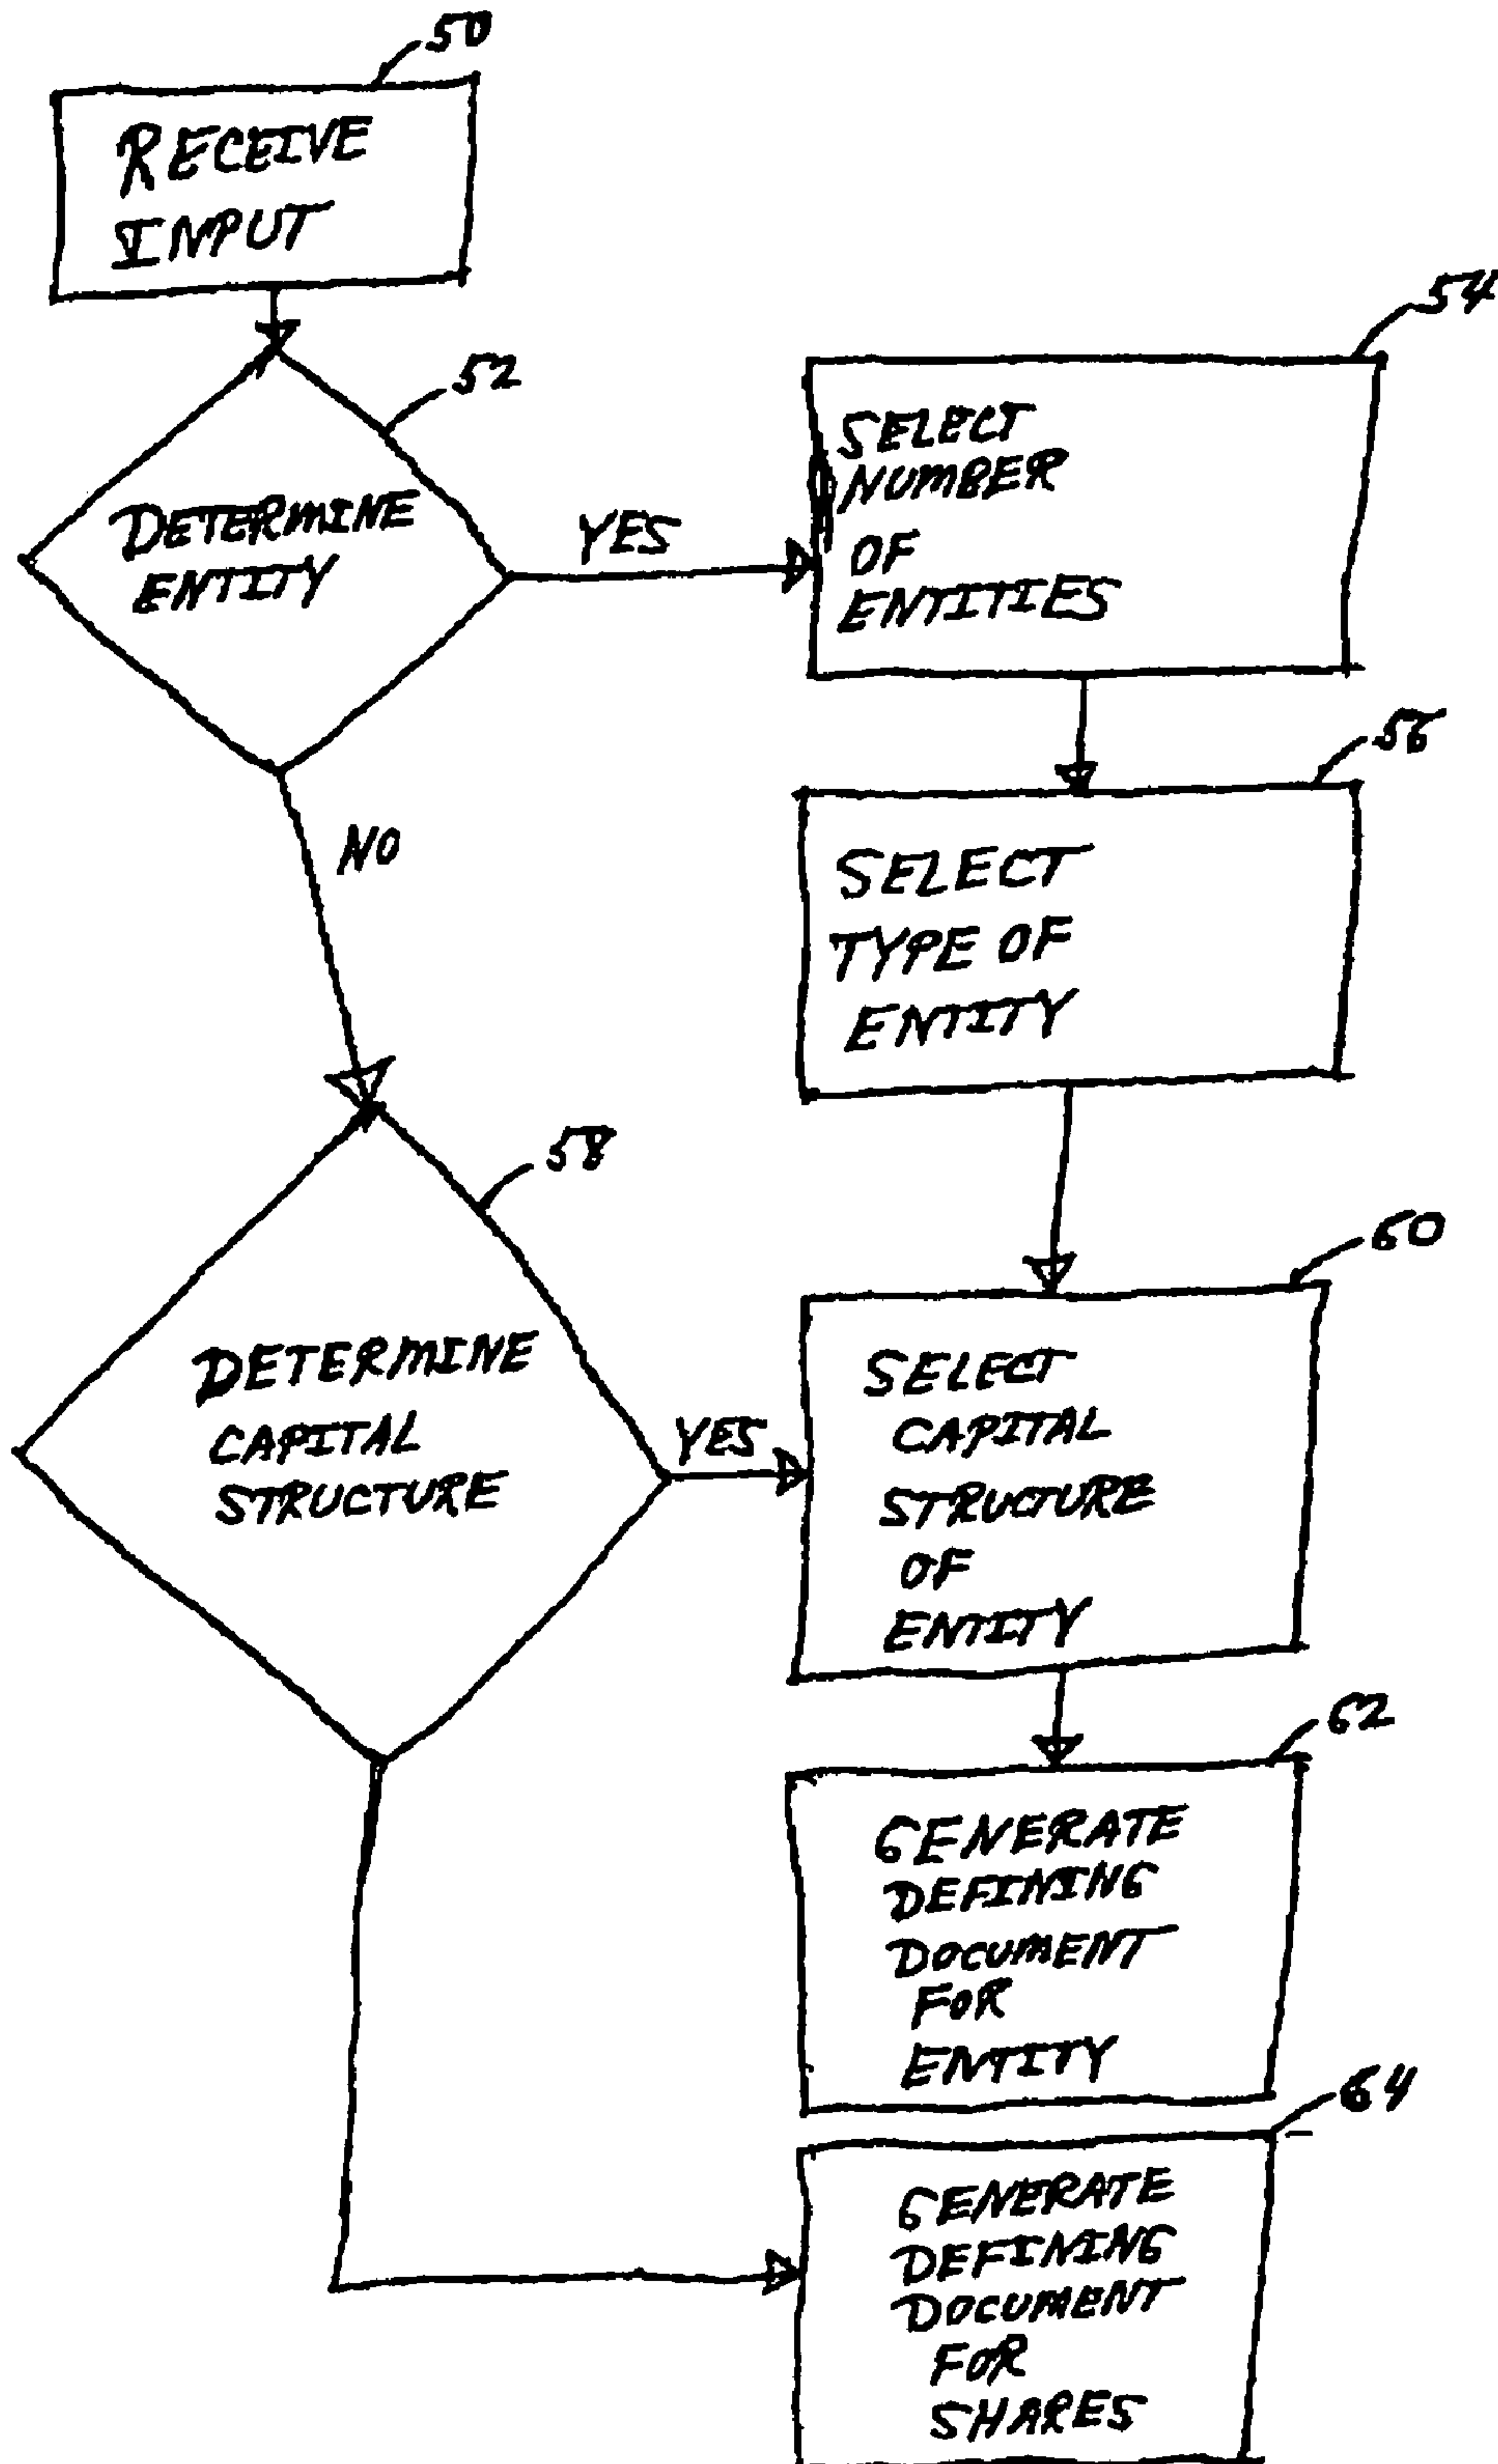 50
RECEIVE
INPUT
52
DETERMINE
ENTITY
YES
NO
54
SELECT
NUMBER
OF
ENTITIES
56
SELECT
TYPE OF
ENTITY
58
DETERMINE
CAPITAL
STRUCTURE
YES
60
SELECT
CAPITAL
STRUCTURE
OF
ENTITY
62
GENERATE
DEFINING
DOCUMENT
FOR
ENTITY
64
GENERATE
DEFINING
DOCUMENT
FOR
SHARES